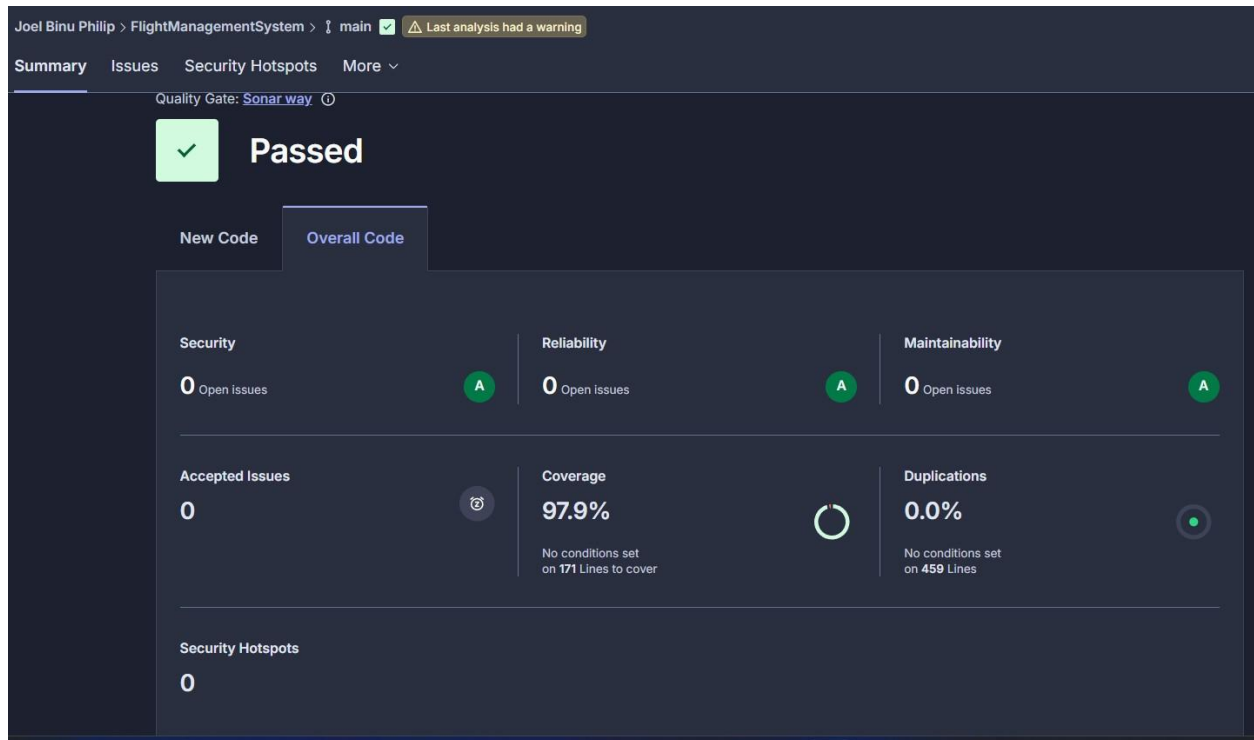 Joel Binu Philip > FlightManagementSystem > main Last analysis had a warning
Summary Issues Security Hotspots More
Quality Gate: Sonar way
Passed
New Code Overall Code
Security Reliability Maintainability
0 Open issues A 0 Open issues A 0 Open issues A
Accepted Issues Coverage Duplications
0 97.9% 0.0%
No conditions set No conditions set
on 171 Lines to cover on 459 Lines
Security Hotspots
0